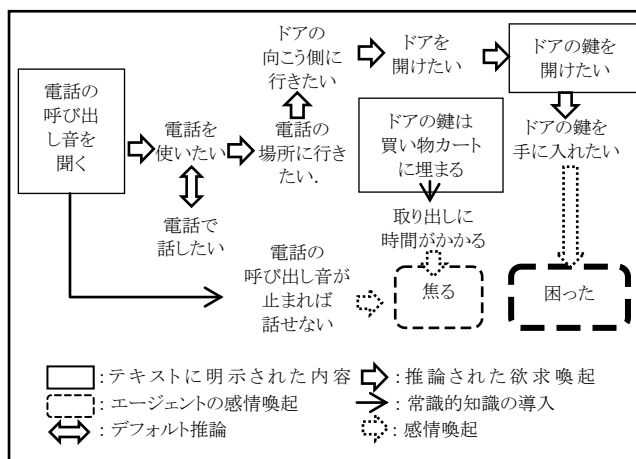 電話の
呼び出
し音を
聞く
電話を
使いたい
電話で
話したい
電話の
場所に行き
たい.
ドアの
向こう側に
行きたい
ドアを
開けたい
ドアの鍵を
開けたい
ドアの鍵を
手に入れたい
ドアの鍵は
買い物カート
に埋まる
取り出しに
時間がかかる
電話の
呼び出し音が
止まれば
話せない
焦る
困った
：テキストに明示された内容
：推論された欲求喚起
：エージェントの感情喚起
：常識的知識の導入
：デフォルト推論
：感情喚起